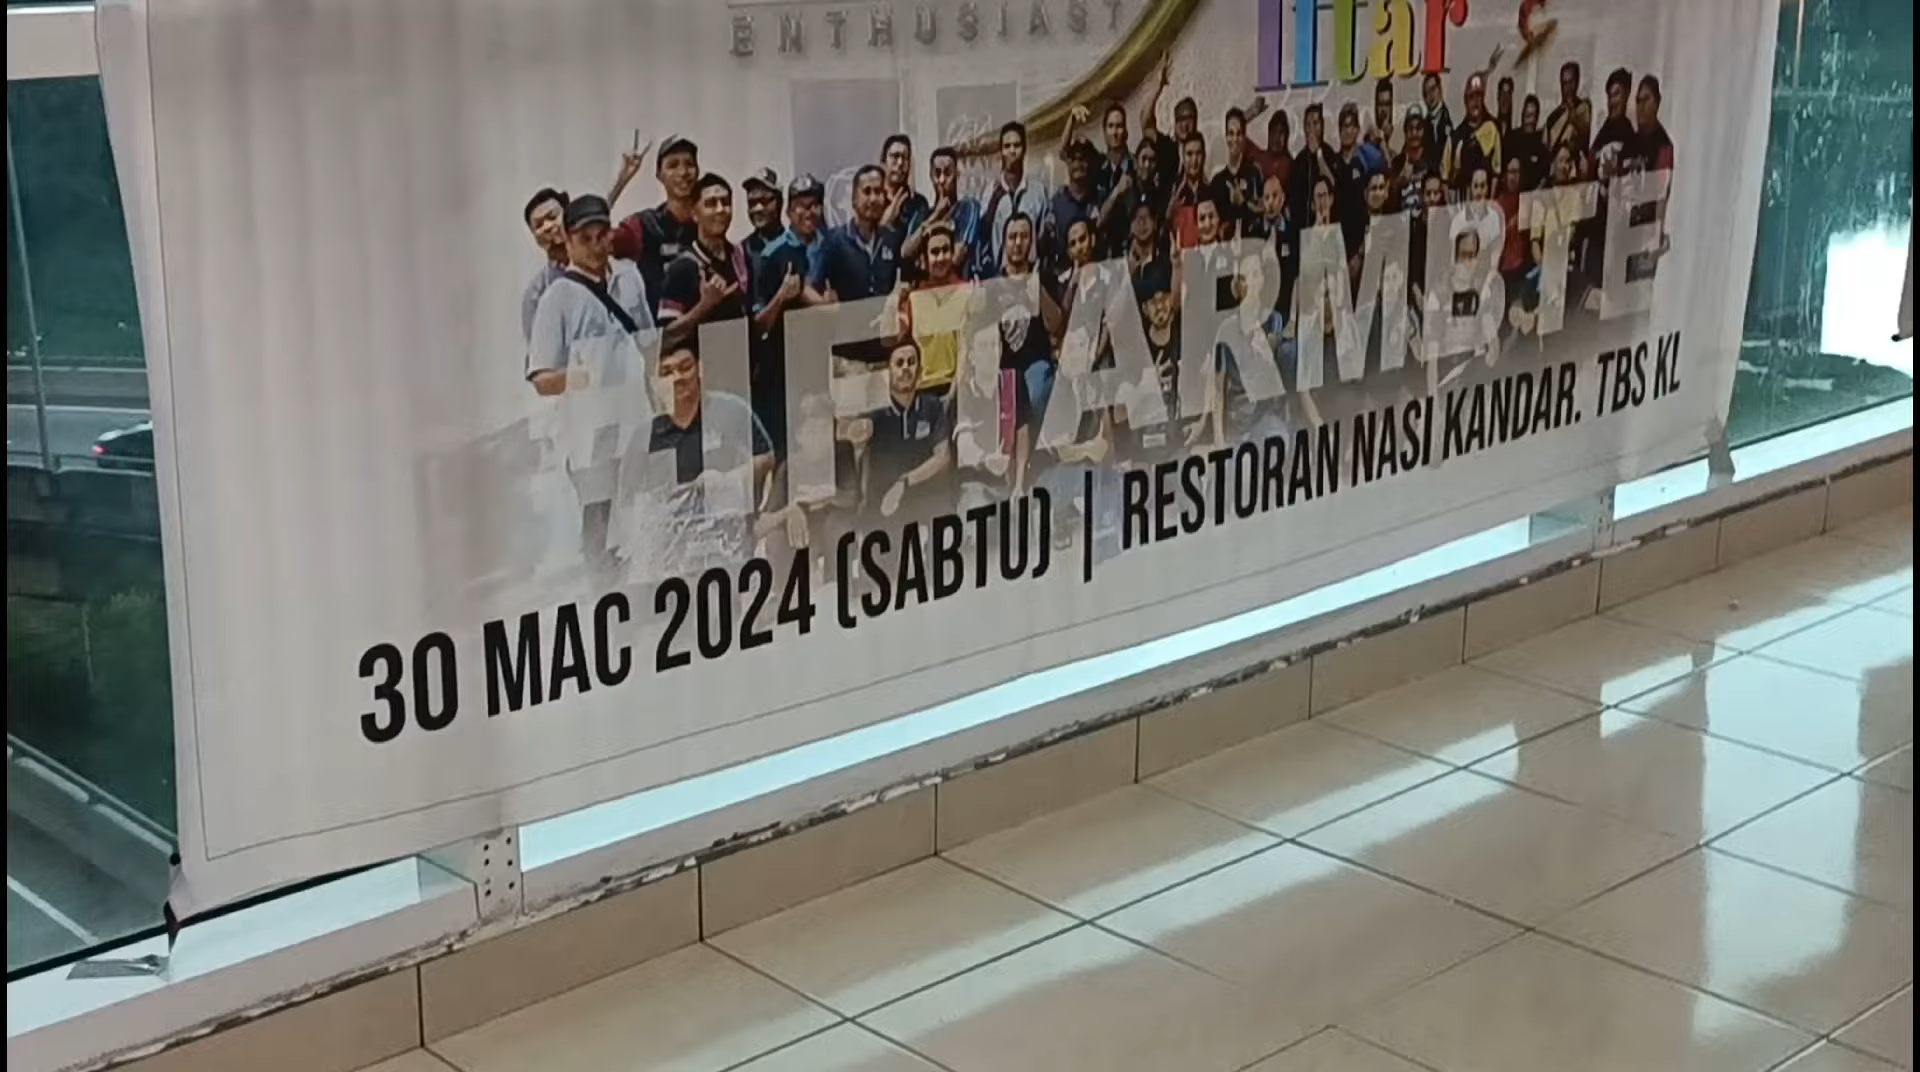 ENTHUSIAST
Iftar
#IFTARMBTE
30 MAC 2024 (SABTU) | RESTORAN NASI KANDAR. TBS KL